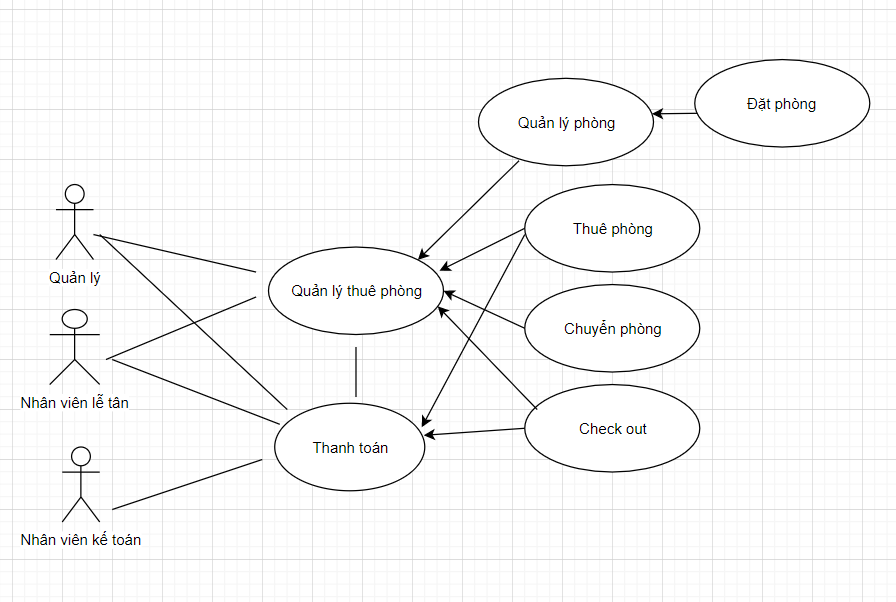 Đặt phòng
Quản lý phòng
Thuê phòng
Quản lý
Quản lý thuê phòng
Chuyển phòng
Nhân viên lễ tân
Check out
Thanh toán
Nhân viên kế toán